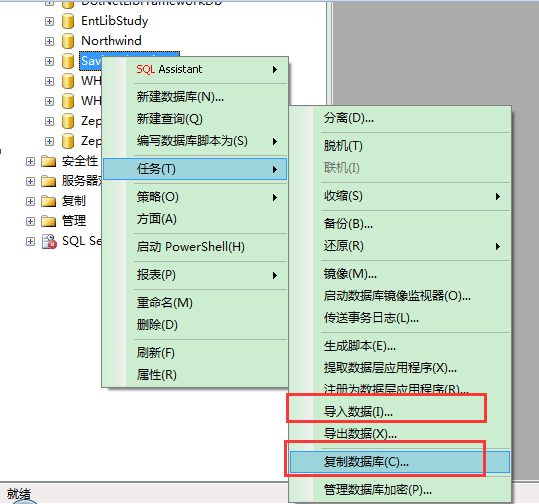 DotNetLibFrameworkDb
EntLibStudy
Northwind
Sav
WH
WH
Zep
Zep
安全性
服务器对
复制
管理
SQL Se
SQL Assistant
新建数据库(N)...
新建查询(Q)
编写数据库脚本为(S)
任务(T)
策略(O)
方面(A)
启动 PowerShell(H)
报表(P)
重命名(M)
删除(D)
刷新(F)
属性(R)
分离(D)...
脱机(T)
联机(I)
收缩(S)
备份(B)...
还原(R)
镜像(M)...
启动数据库镜像监视器(O)...
传送事务日志(L)...
生成脚本(E)...
提取数据层应用程序(X)...
注册为数据层应用程序(R)...
导入数据(I)...
导出数据(X)...
复制数据库(C)...
管理数据库加密(P)...
就绪